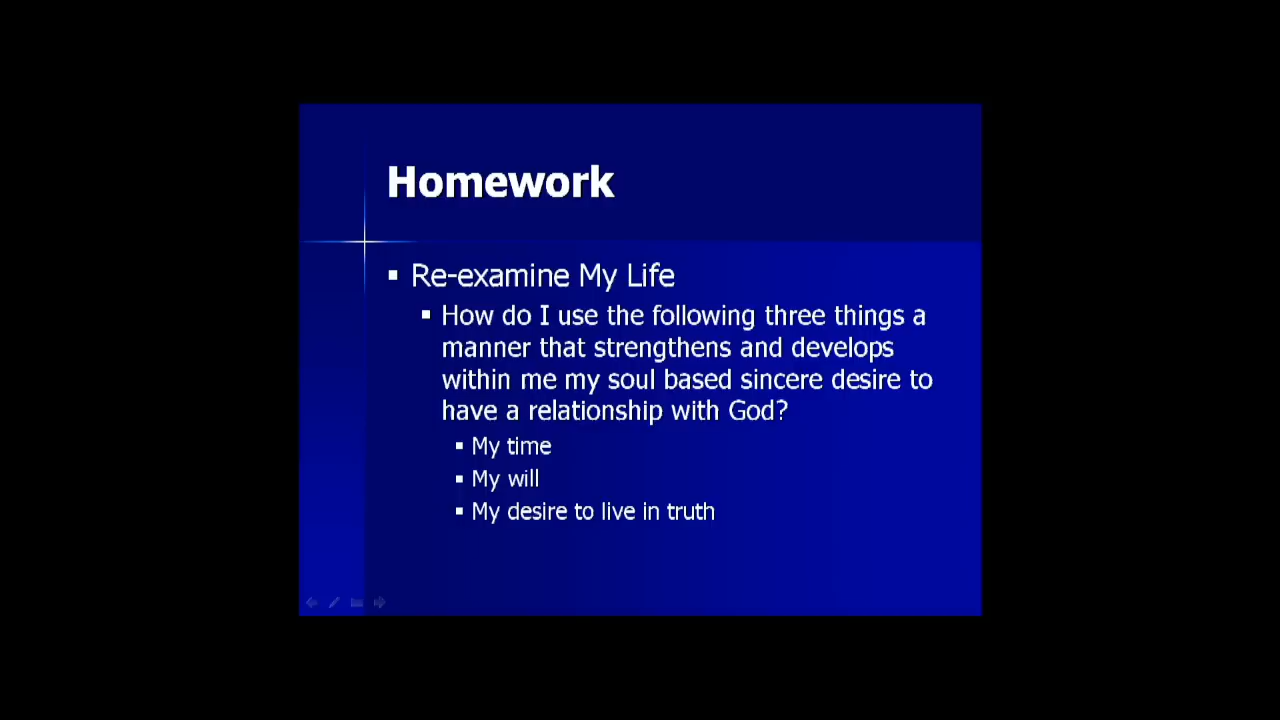 Homework
Re-examine My Life
How do I use the following three things a
manner that strengthens and develops
within me my soul based sincere desire to
have a relationship with God?
My time
My will
My desire to live in truth